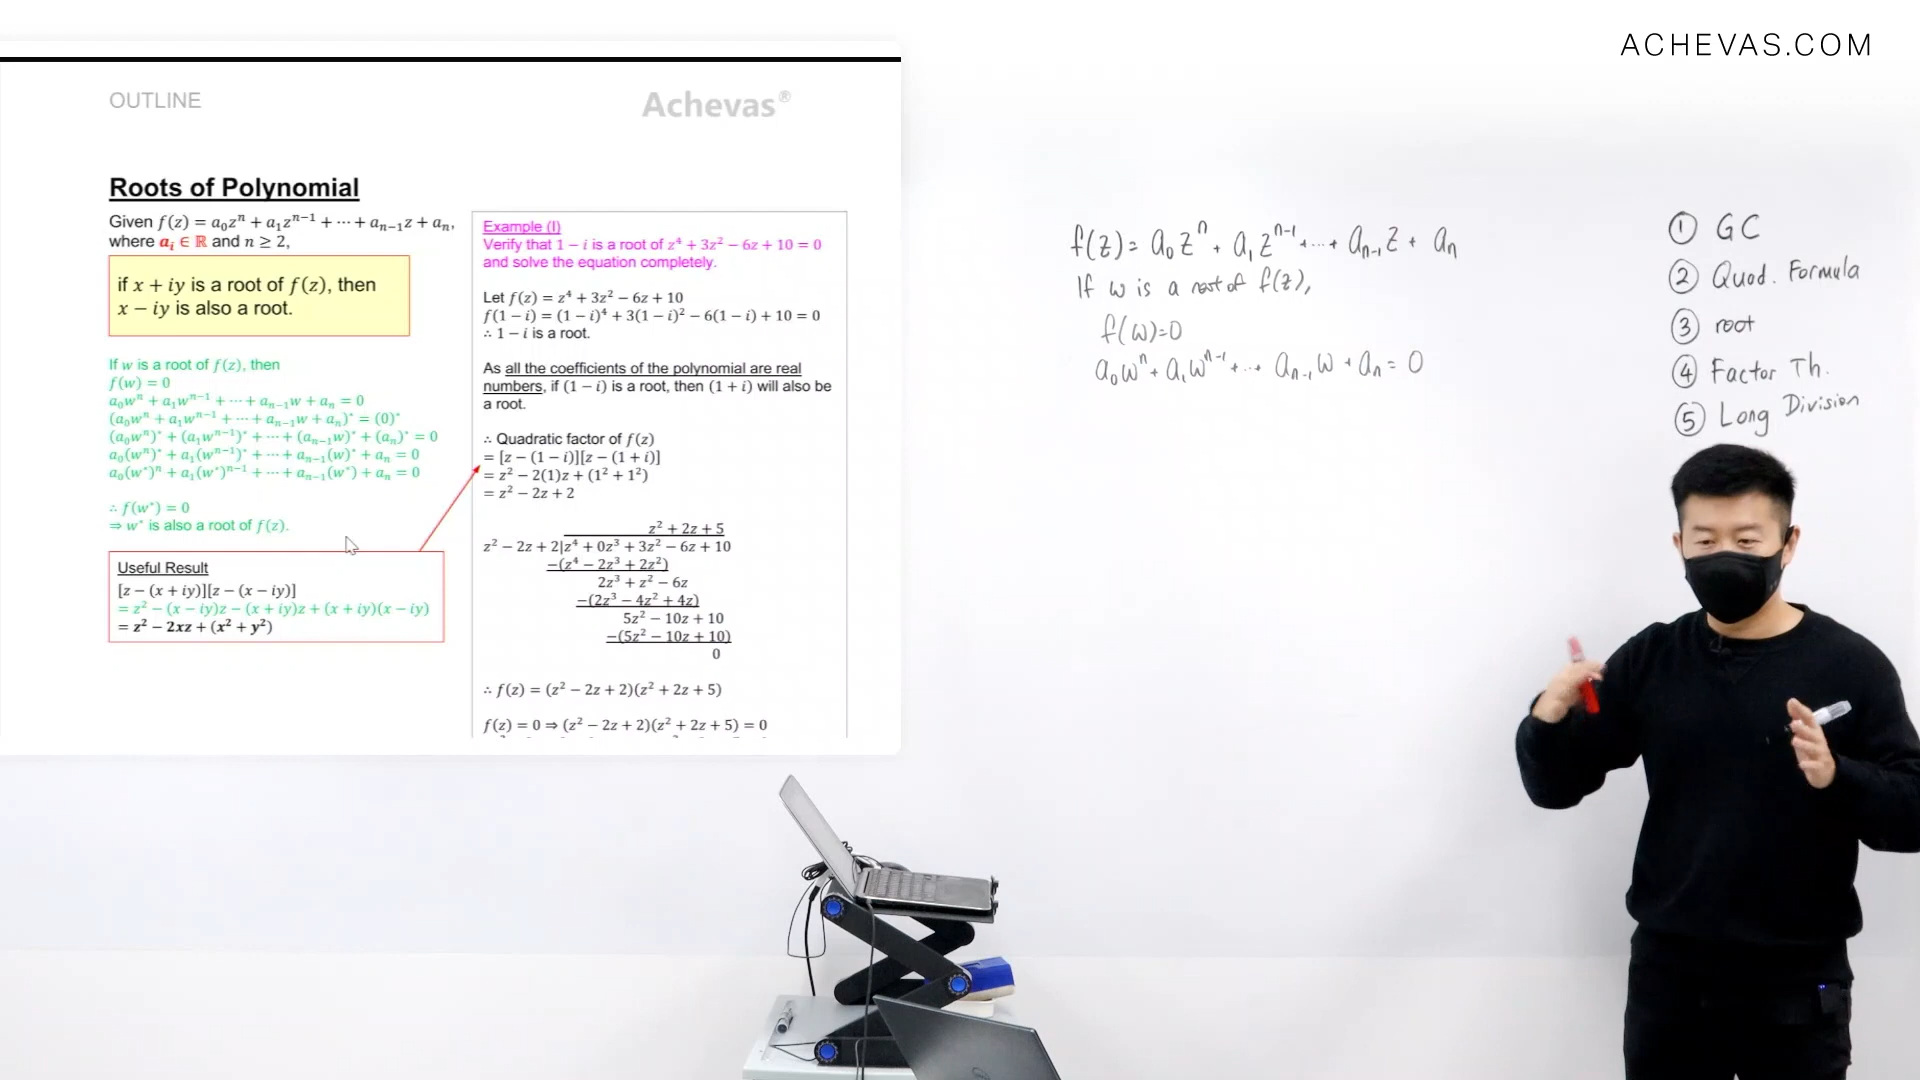 ACHEVAS.COM
OUTLINE
Achevas®
Roots of Polynomial
Given f(z) = a₀zⁿ + a₁zⁿ⁻¹ + ⋯ + aₙ₋₁z + aₙ,
where aᵢ ∈ ℝ and n ≥ 2,
if x + iy is a root of f(z), then
x − iy is also a root.
If w is a root of f(z), then
f(w) = 0
a₀wⁿ + a₁wⁿ⁻¹ + ⋯ + aₙ₋₁w + aₙ = 0
(a₀wⁿ + a₁wⁿ⁻¹ + ⋯ + aₙ₋₁w + aₙ)* = (0)*
(a₀wⁿ)* + (a₁wⁿ⁻¹)* + ⋯ + (aₙ₋₁w)* + (aₙ)* = 0
a₀(wⁿ)* + a₁(wⁿ⁻¹)* + ⋯ + aₙ₋₁(w)* + aₙ = 0
a₀(w*)ⁿ + a₁(w*)ⁿ⁻¹ + ⋯ + aₙ₋₁(w*) + aₙ = 0
∴ f(w*) = 0
⇒ w* is also a root of f(z).
Useful Result
[z − (x + iy)][z − (x − iy)]
= z² − (x − iy)z − (x + iy)z + (x + iy)(x − iy)
= z² − 2xz + (x² + y²)
Example (I)
Verify that 1 − i is a root of z⁴ + 3z² − 6z + 10 = 0
and solve the equation completely.
Let f(z) = z⁴ + 3z² − 6z + 10
f(1 − i) = (1 − i)⁴ + 3(1 − i)² − 6(1 − i) + 10 = 0
∴ 1 − i is a root.
As all the coefficients of the polynomial are real
numbers, if (1 − i) is a root, then (1 + i) will also be
a root.
∴ Quadratic factor of f(z)
= [z − (1 − i)][z − (1 + i)]
= z² − 2(1)z + (1² + 1²)
= z² − 2z + 2
z² + 2z + 5
z² − 2z + 2|z⁴ + 0z³ + 3z² − 6z + 10
−(z⁴ − 2z³ + 2z²)
2z³ + z² − 6z
−(2z³ − 4z² + 4z)
5z² − 10z + 10
−(5z² − 10z + 10)
0
∴ f(z) = (z² − 2z + 2)(z² + 2z + 5)
f(z) = 0 ⇒ (z² − 2z + 2)(z² + 2z + 5) = 0
f(z) = a₀zⁿ + a₁zⁿ⁻¹ + ⋯ + aₙ₋₁z + aₙ
If w is a root of f(z),
f(w)=0
a₀wⁿ + a₁wⁿ⁻¹ + ⋯ aₙ₋₁w + aₙ = 0
① GC
② Quad. Formula
③ root
④ Factor Th.
⑤ Long Division
DELL